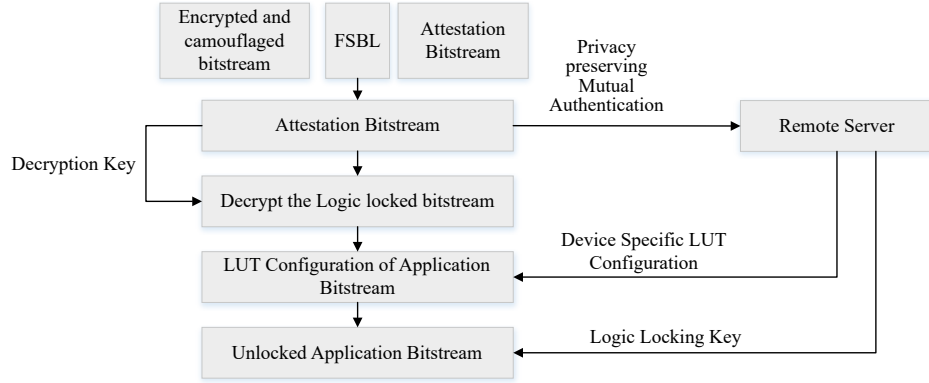 Encrypted and
camouflaged
bitstream
FSBL
Attestation
Bitstream
Privacy
preserving
Mutual
Authentication
Attestation Bitstream
Remote Server
Decryption Key
Decrypt the Logic locked bitstream
Device Specific LUT
Configuration
LUT Configuration of Application
Bitstream
Logic Locking Key
Unlocked Application Bitstream